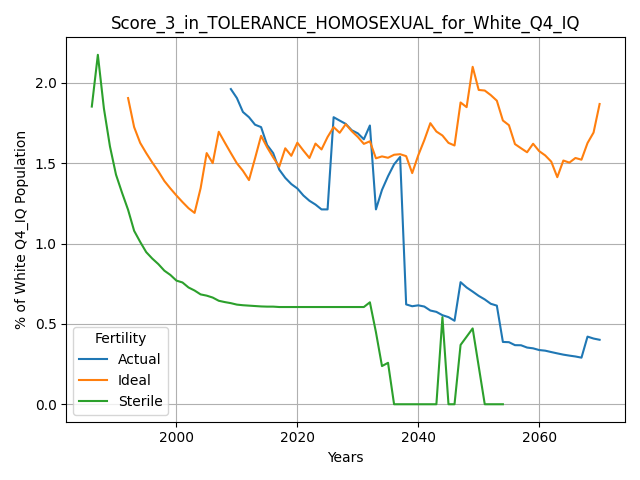 Score_3_in_TOLERANCE_HOMOSEXUAL_for_White_Q4_IQ
% of White Q4_IQ Population
2.0
1.5
1.0
0.5
0.0
Fertility
Actual
Ideal
Sterile
2000
2020
2040
2060
Years